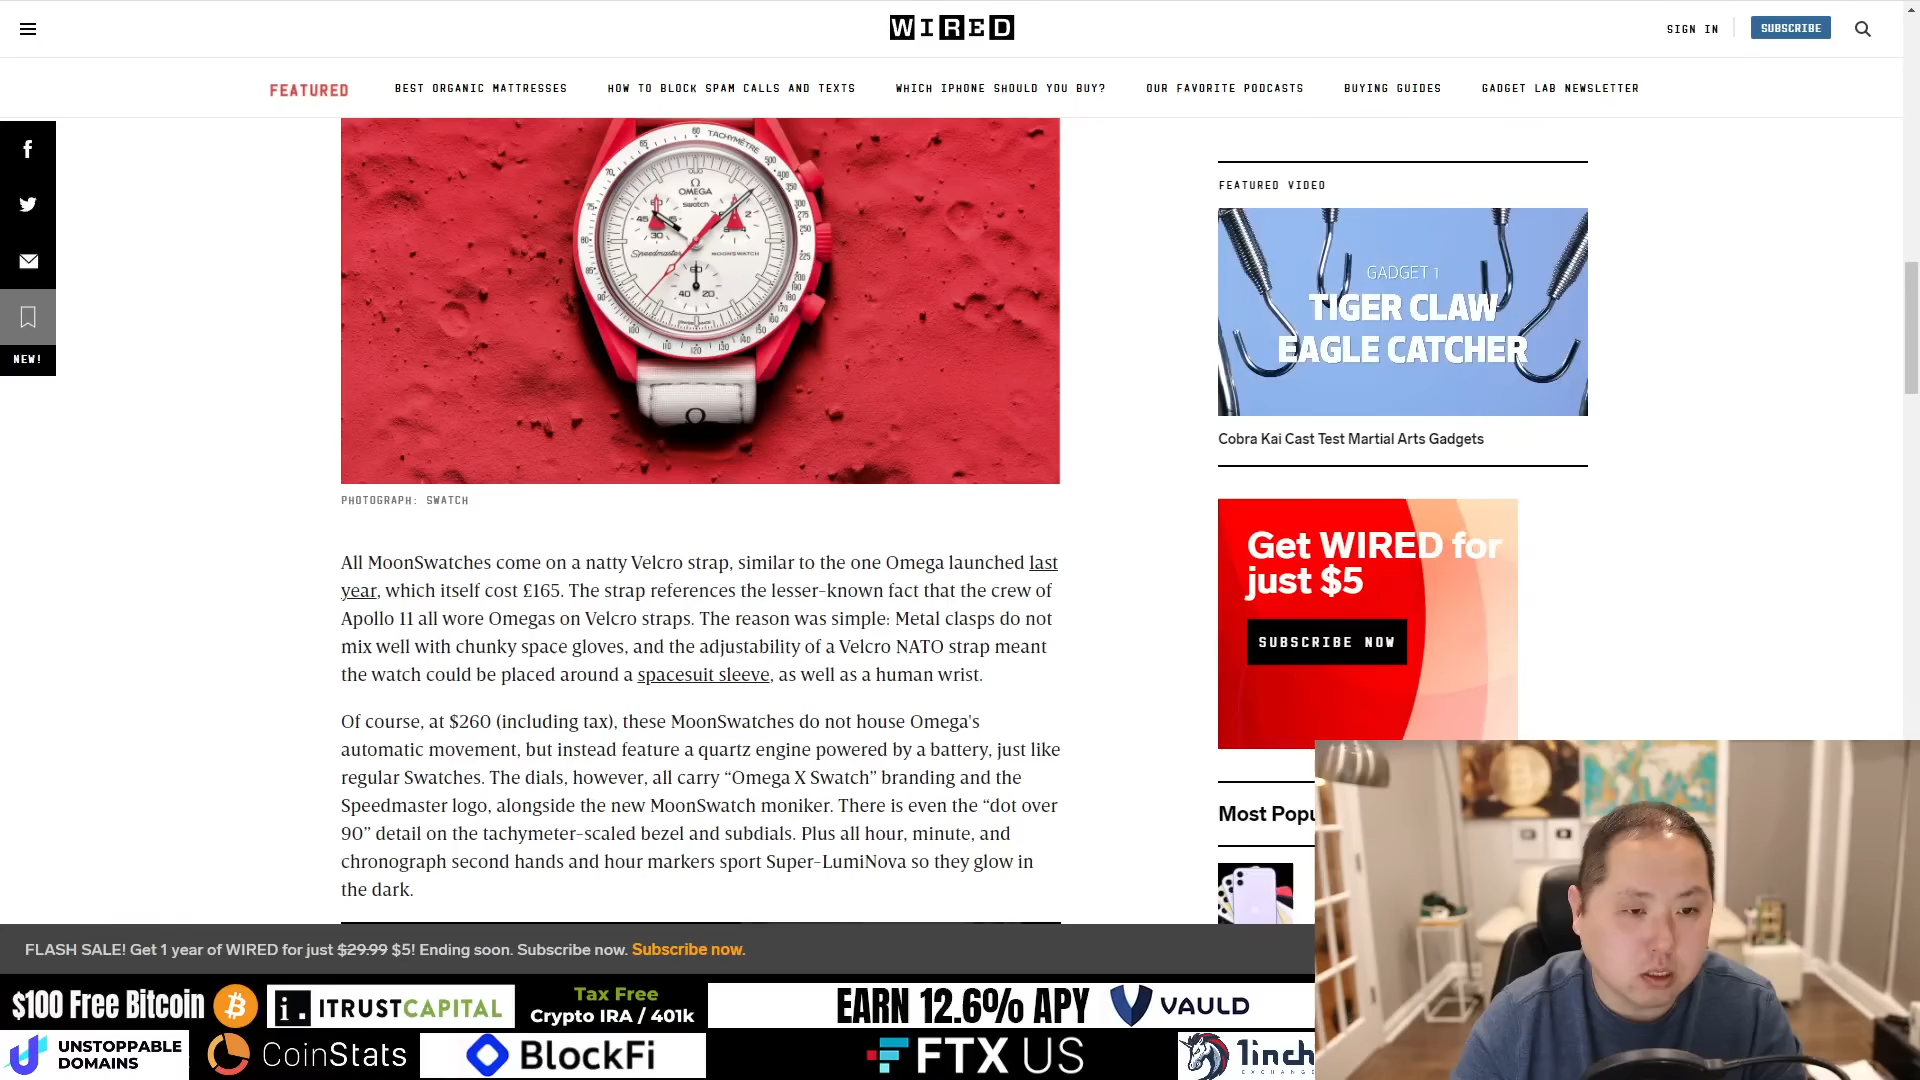 WIRED
SIGN IN
SUBSCRIBE
FEATURED
BEST ORGANIC MATTRESSES
HOW TO BLOCK SPAM CALLS AND TEXTS
WHICH IPHONE SHOULD YOU BUY?
OUR FAVORITE PODCASTS
BUYING GUIDES
GADGET LAB NEWSLETTER
NEW!
TACHYMÈTRE
OMEGA
swatch
Speedmaster
MOONSWATCH
PHOTOGRAPH: SWATCH
All MoonSwatches come on a natty Velcro strap, similar to the one Omega launched last
year, which itself cost £165. The strap references the lesser-known fact that the crew of
Apollo 11 all wore Omegas on Velcro straps. The reason was simple: Metal clasps do not
mix well with chunky space gloves, and the adjustability of a Velcro NATO strap meant
the watch could be placed around a spacesuit sleeve, as well as a human wrist.
Of course, at $260 (including tax), these MoonSwatches do not house Omega's
automatic movement, but instead feature a quartz engine powered by a battery, just like
regular Swatches. The dials, however, all carry “Omega X Swatch” branding and the
Speedmaster logo, alongside the new MoonSwatch moniker. There is even the “dot over
90” detail on the tachymeter-scaled bezel and subdials. Plus all hour, minute, and
chronograph second hands and hour markers sport Super-LumiNova so they glow in
the dark.
FEATURED VIDEO
GADGET 1
TIGER CLAW
EAGLE CATCHER
Cobra Kai Cast Test Martial Arts Gadgets
Get WIRED for
just $5
SUBSCRIBE NOW
Most Popu
FLASH SALE! Get 1 year of WIRED for just $29.99 $5! Ending soon. Subscribe now. Subscribe now.
$100 Free Bitcoin
i. ITRUSTCAPITAL
Tax Free
Crypto IRA / 401k
EARN 12.6% APY
VAULD
UNSTOPPABLE
DOMAINS
CoinStats
BlockFi
FTX US
1inch
EXCHANGE